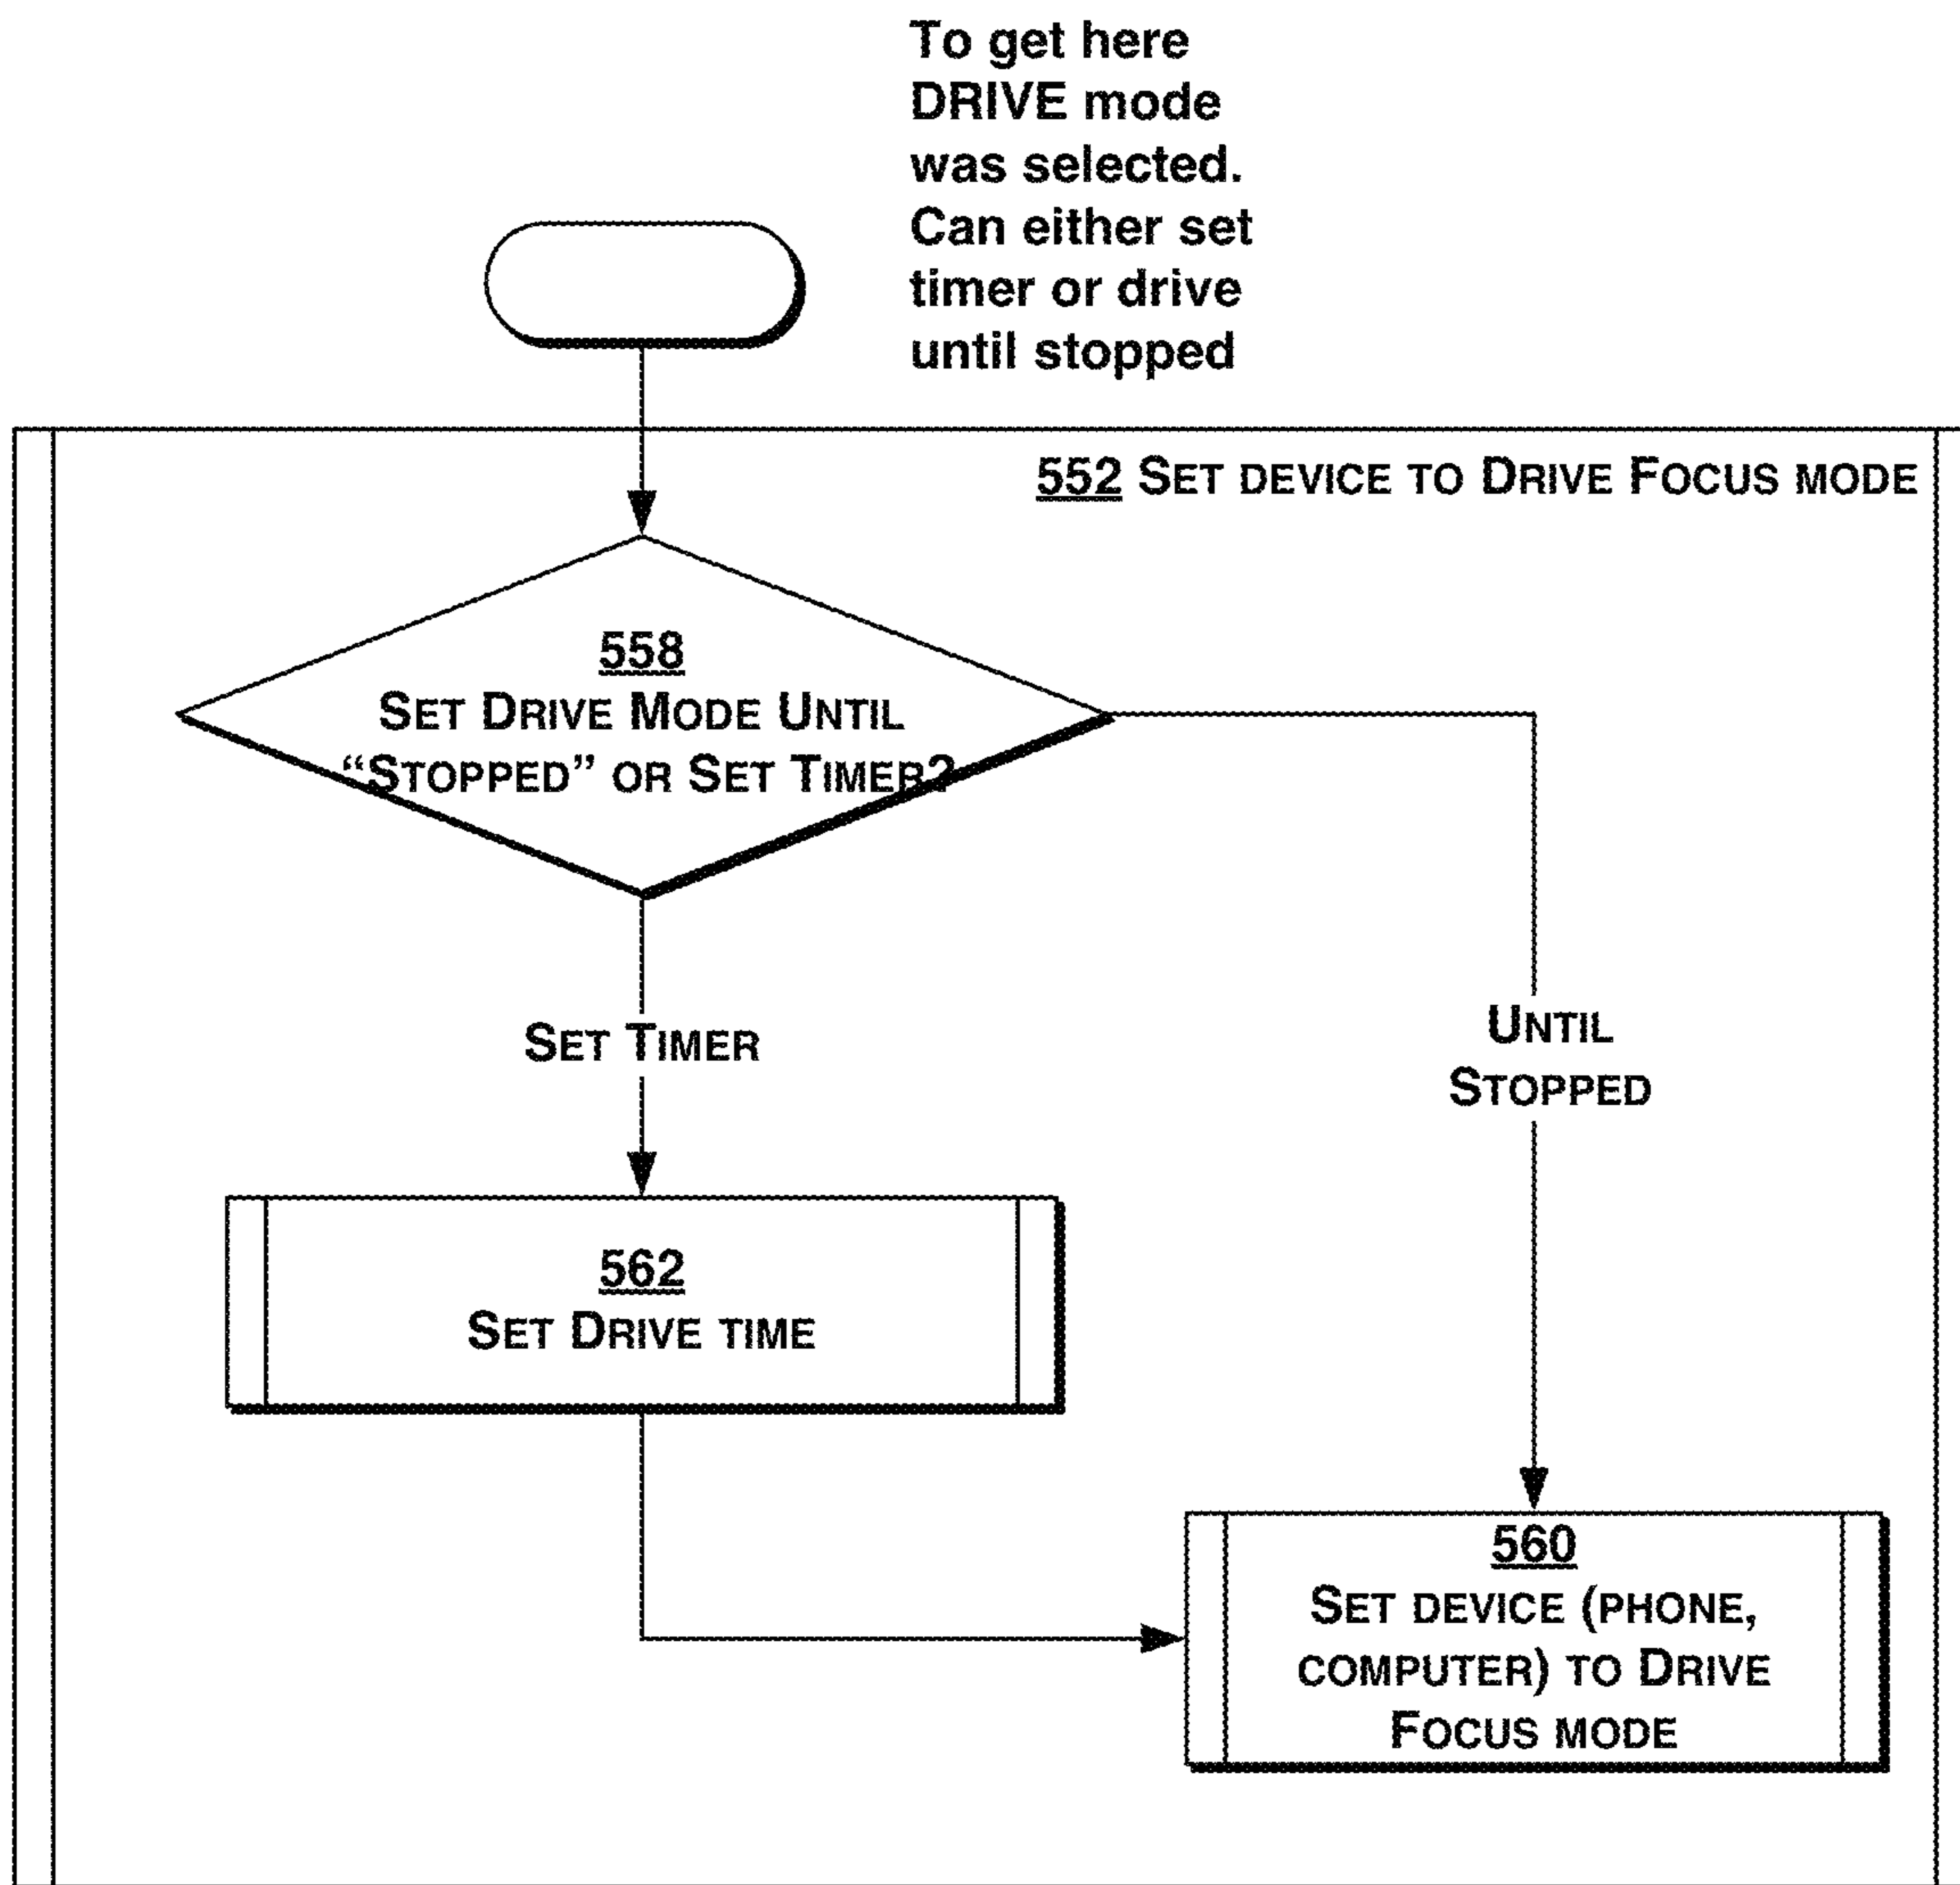 To get here
DRIVE mode
was selected.
Can either set
timer or drive
until stopped
552 SET DEVICE TO DRIVE FOCUS MODE
558
SET DRIVE MODE UNTIL
“STOPPED” OR SET TIMER?
SET TIMER
UNTIL
STOPPED
562
SET DRIVE TIME
560
SET DEVICE (PHONE,
COMPUTER) TO DRIVE
FOCUS MODE